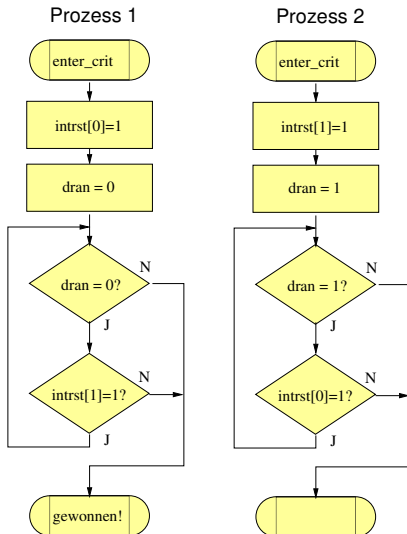 Prozess 1
enter_crit
intrst[0]=1
dran = 0
dran = 0?
N
J
intrst[1]=1?
N
J
gewonnen!
Prozess 2
enter_crit
intrst[1]=1
dran = 1
dran = 1?
N
J
intrst[0]=1?
N
J